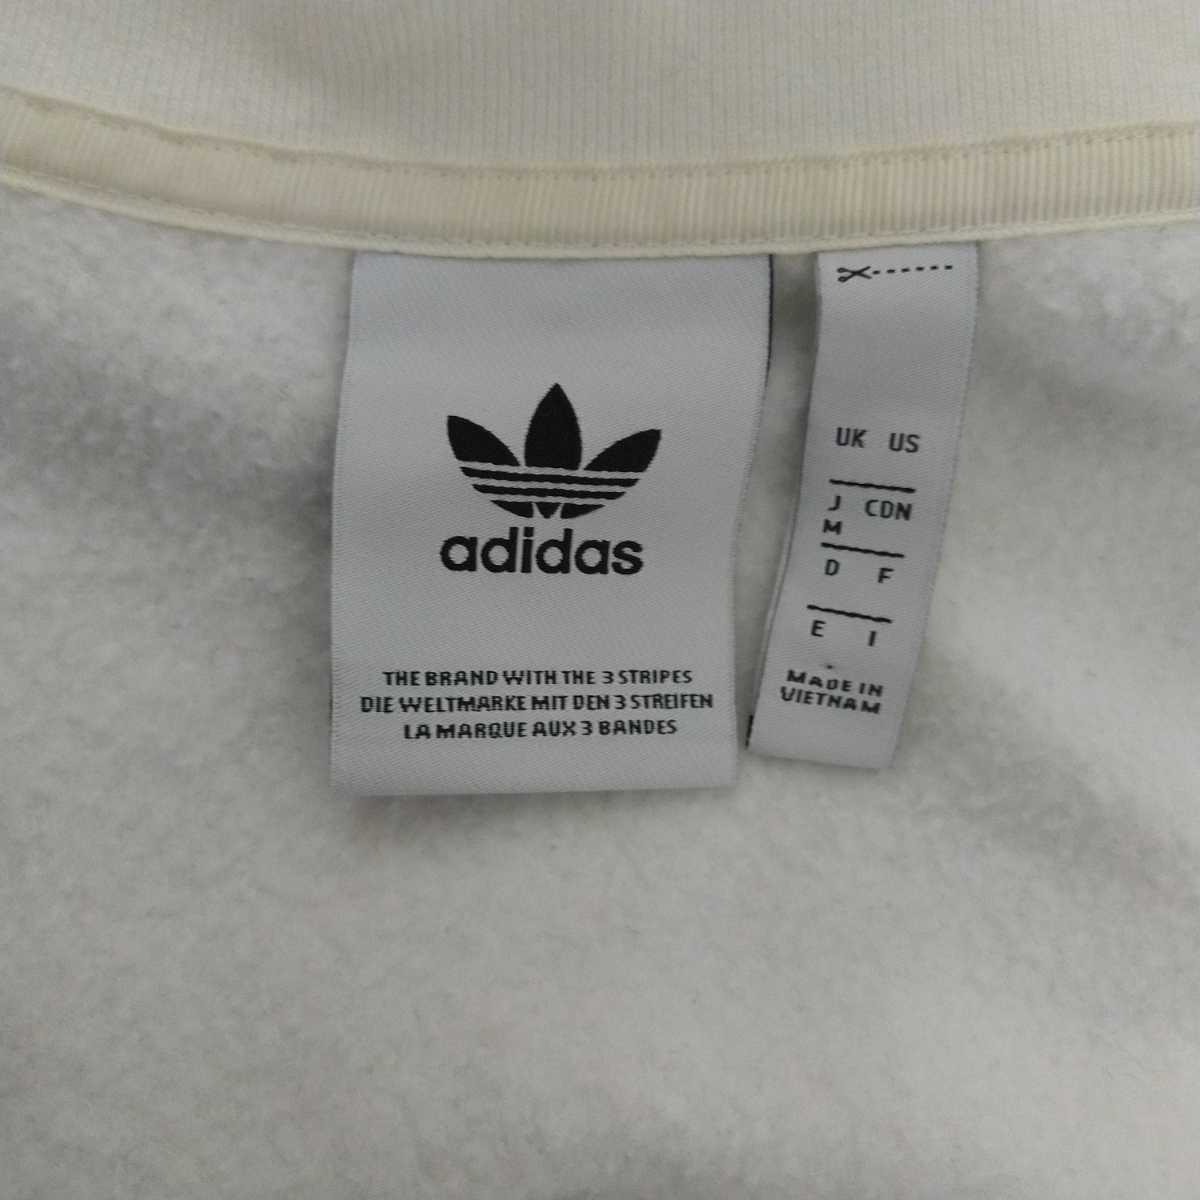 adidas
THE BRAND WITH THE 3 STRIPES
DIE WELTMARKE MIT DEN 3 STREIFEN
LA MARQUE AUX 3 BANDES
UK US
J CDN
M
D F
E I
MADE IN
VIETNAM